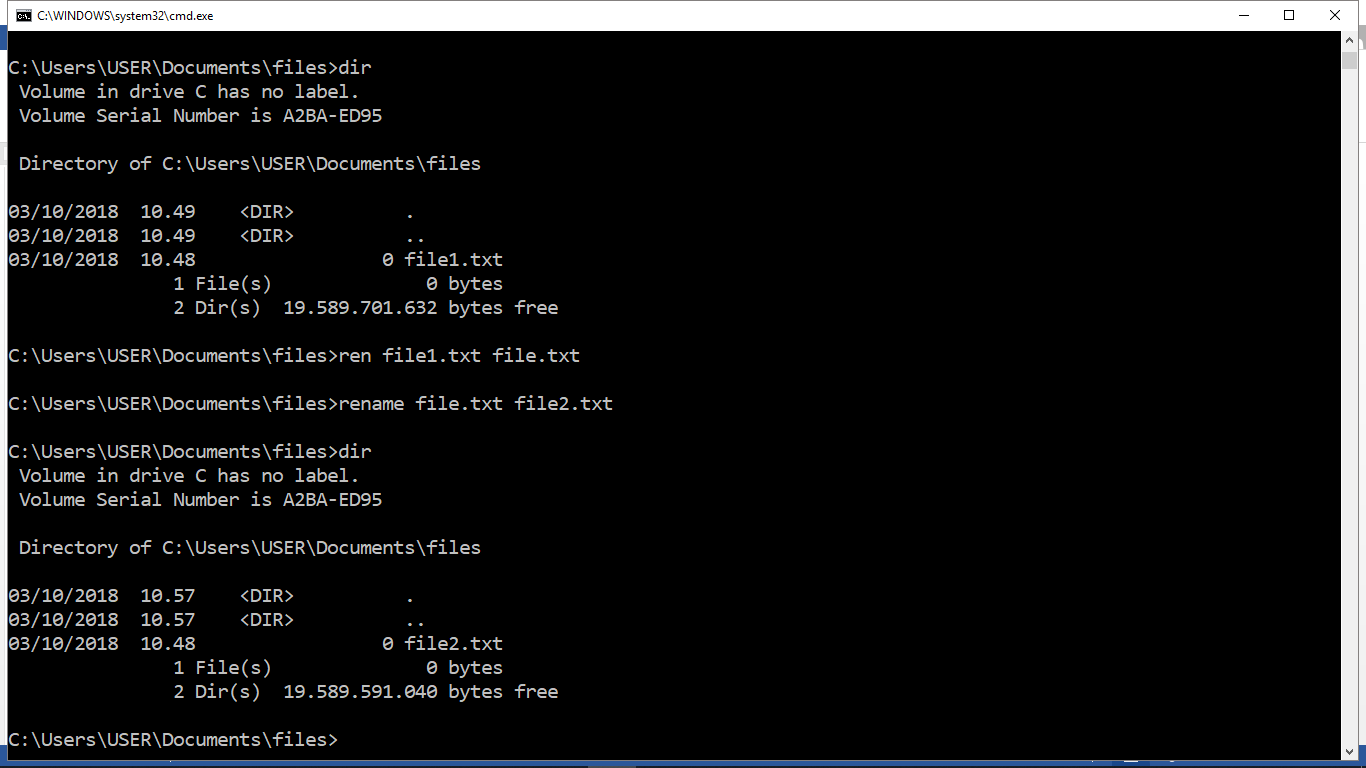 C:\WINDOWS\system32\cmd.exe
C:\Users\USER\Documents\files>dir
Volume in drive C has no label.
Volume Serial Number is A2BA-ED95
Directory of C:\Users\USER\Documents\files
03/10/2018  10.49    <DIR>          .
03/10/2018  10.49    <DIR>          ..
03/10/2018  10.48                 0 file1.txt
1 File(s)              0 bytes
2 Dir(s)  19.589.701.632 bytes free
C:\Users\USER\Documents\files>ren file1.txt file.txt
C:\Users\USER\Documents\files>rename file.txt file2.txt
C:\Users\USER\Documents\files>dir
Volume in drive C has no label.
Volume Serial Number is A2BA-ED95
Directory of C:\Users\USER\Documents\files
03/10/2018  10.57    <DIR>          .
03/10/2018  10.57    <DIR>          ..
03/10/2018  10.48                 0 file2.txt
1 File(s)              0 bytes
2 Dir(s)  19.589.591.040 bytes free
C:\Users\USER\Documents\files>